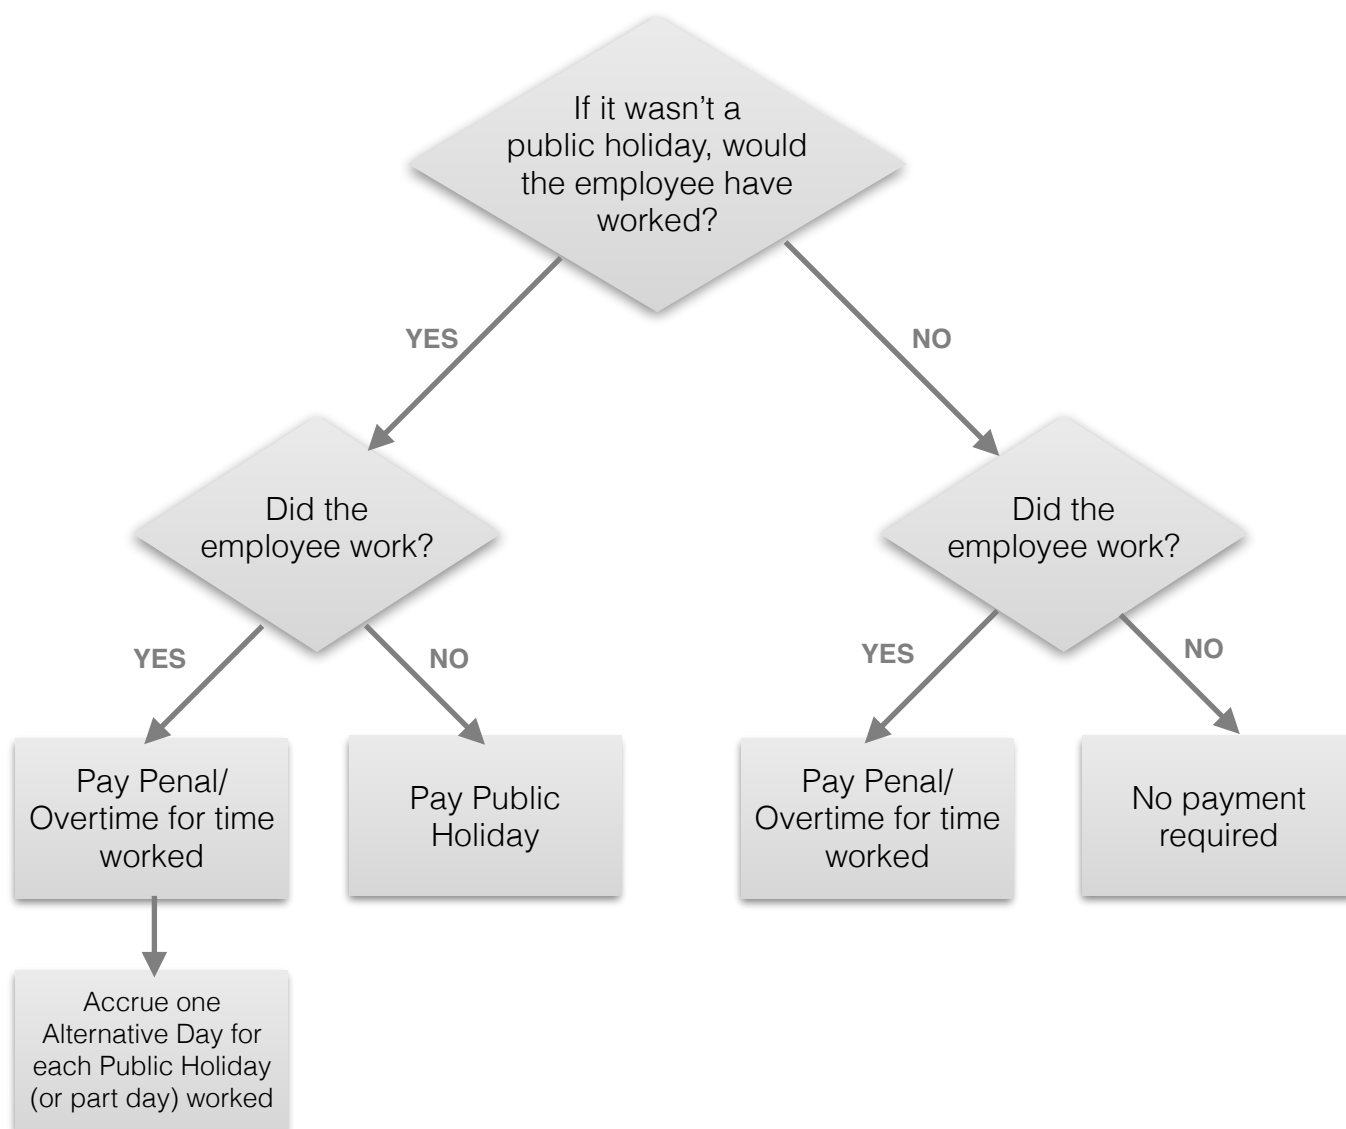 If it wasn’t a
public holiday, would
the employee have
worked?
YES
NO
Did the
employee work?
Did the
employee work?
YES
NO
YES
NO
Pay Penal/
Overtime for time
worked
Pay Public
Holiday
Pay Penal/
Overtime for time
worked
No payment
required
Accrue one
Alternative Day for
each Public Holiday
(or part day) worked